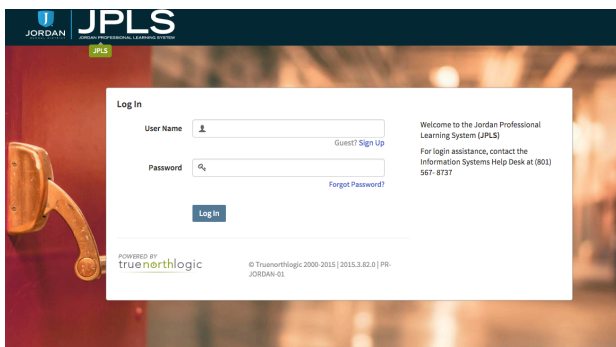 JORDAN
JPLS
JORDAN PROFESSIONAL LEARNING SYSTEM
JPLS
Log In
User Name
Guest? Sign Up
Password
Forgot Password?
Log In
Welcome to the Jordan Professional
Learning System (JPLS)
For login assistance, contact the
Information Systems Help Desk at (801)
567- 8737
POWERED BY
truenorthlogic
© Truenorthlogic 2000-2015 | 2015.3.82.0 | PR-
JORDAN-01